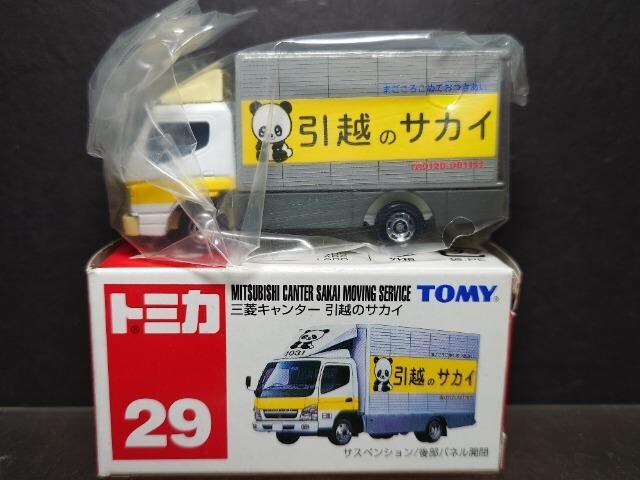 まごころこめておつきあい
引越のサカイ
0120-001153
トミカ
MITSUBISHI CANTER SAKAI MOVING SERVICE TOMY
三菱キャンター 引越のサカイ
1031
引越のサカイ
29
サスペンション/後部パネル開閉